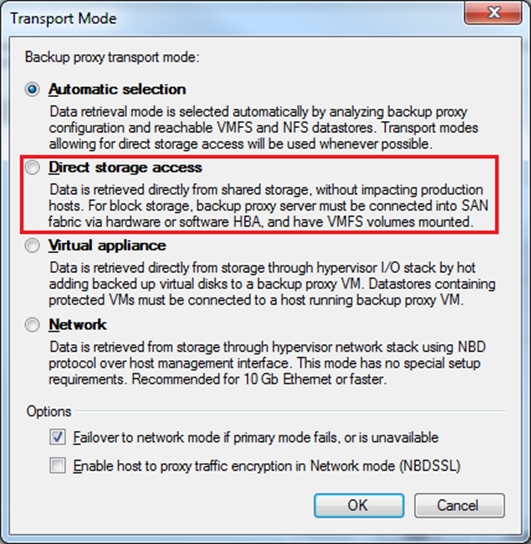 Transport Mode
Backup proxy transport mode:
Automatic selection
Data retrieval mode is selected automatically by analyzing backup proxy
configuration and reachable VMFS and NFS datastores. Transport modes
allowing for direct storage access will be used whenever possible.
Direct storage access
Data is retrieved directly from shared storage, without impacting production
hosts. For block storage, backup proxy server must be connected into SAN
fabric via hardware or software HBA, and have VMFS volumes mounted.
Virtual appliance
Data is retrieved directly from storage through hypervisor I/O stack by hot
adding backed up virtual disks to a backup proxy VM. Datastores containing
protected VMs must be connected to a host running backup proxy VM.
Network
Data is retrieved from storage through hypervisor network stack using NBD
protocol over host management interface. This mode has no special setup
requirements. Recommended for 10 Gb Ethernet or faster.
Options
Failover to network mode if primary mode fails, or is unavailable
Enable host to proxy traffic encryption in Network mode (NBDSSL)
OK Cancel